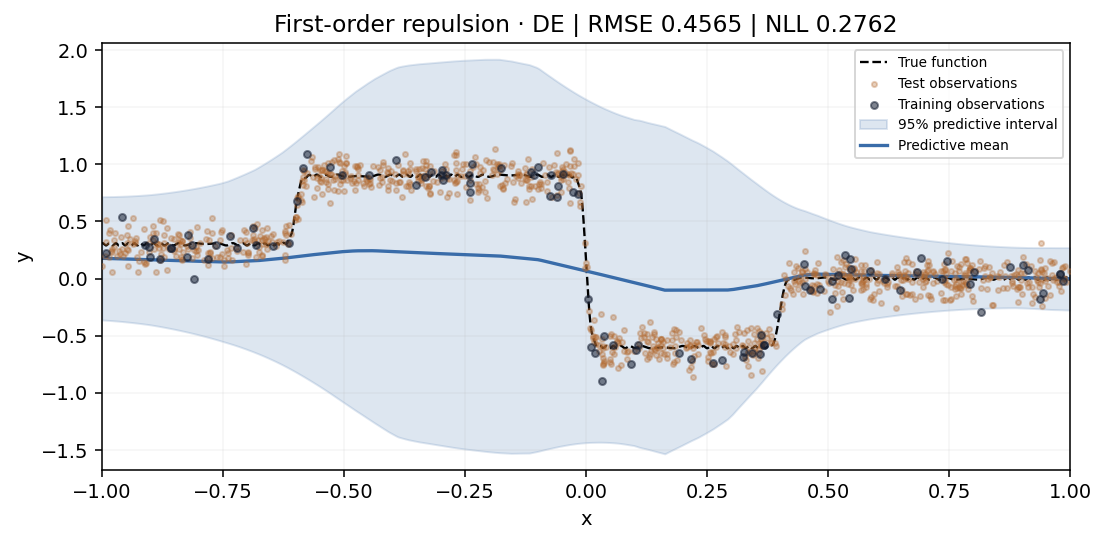 First-order repulsion · DE | RMSE 0.4565 | NLL 0.2762
True function
Test observations
Training observations
95% predictive interval
Predictive mean
2.0
1.5
1.0
0.5
0.0
−0.5
−1.0
−1.5
y
−1.00
−0.75
−0.50
−0.25
0.00
0.25
0.50
0.75
1.00
x